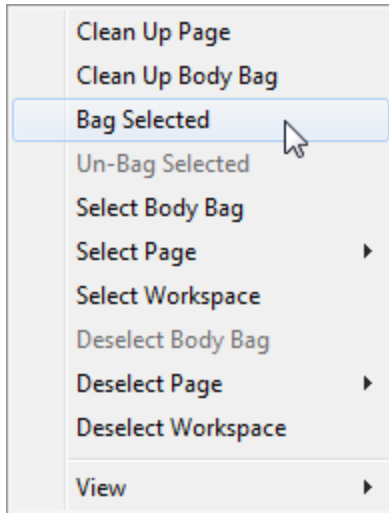 Clean Up Page
Clean Up Body Bag
Bag Selected
Un-Bag Selected
Select Body Bag
Select Page
Select Workspace
Deselect Body Bag
Deselect Page
Deselect Workspace
View